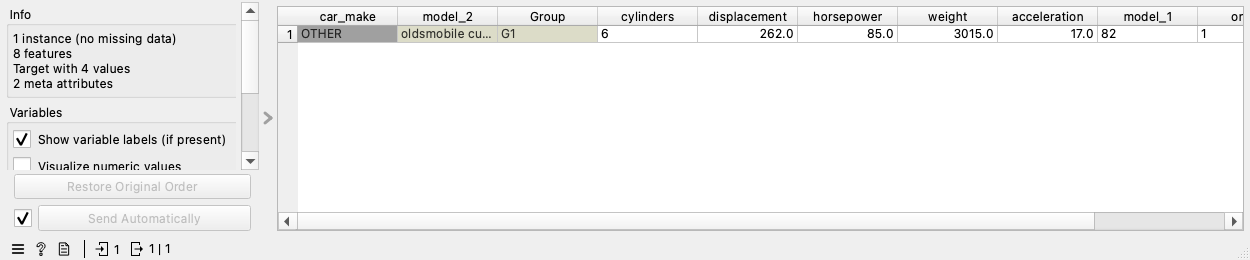 Info
1 instance (no missing data)
8 features
Target with 4 values
2 meta attributes
Variables
Show variable labels (if present)
Visualize numeric values
Restore Original Order
Send Automatically
1 1|1
car_make model_2 Group cylinders displacement horsepower weight acceleration model_1 or
1 OTHER oldsmobile cu... G1 6 262.0 85.0 3015.0 17.0 82 1